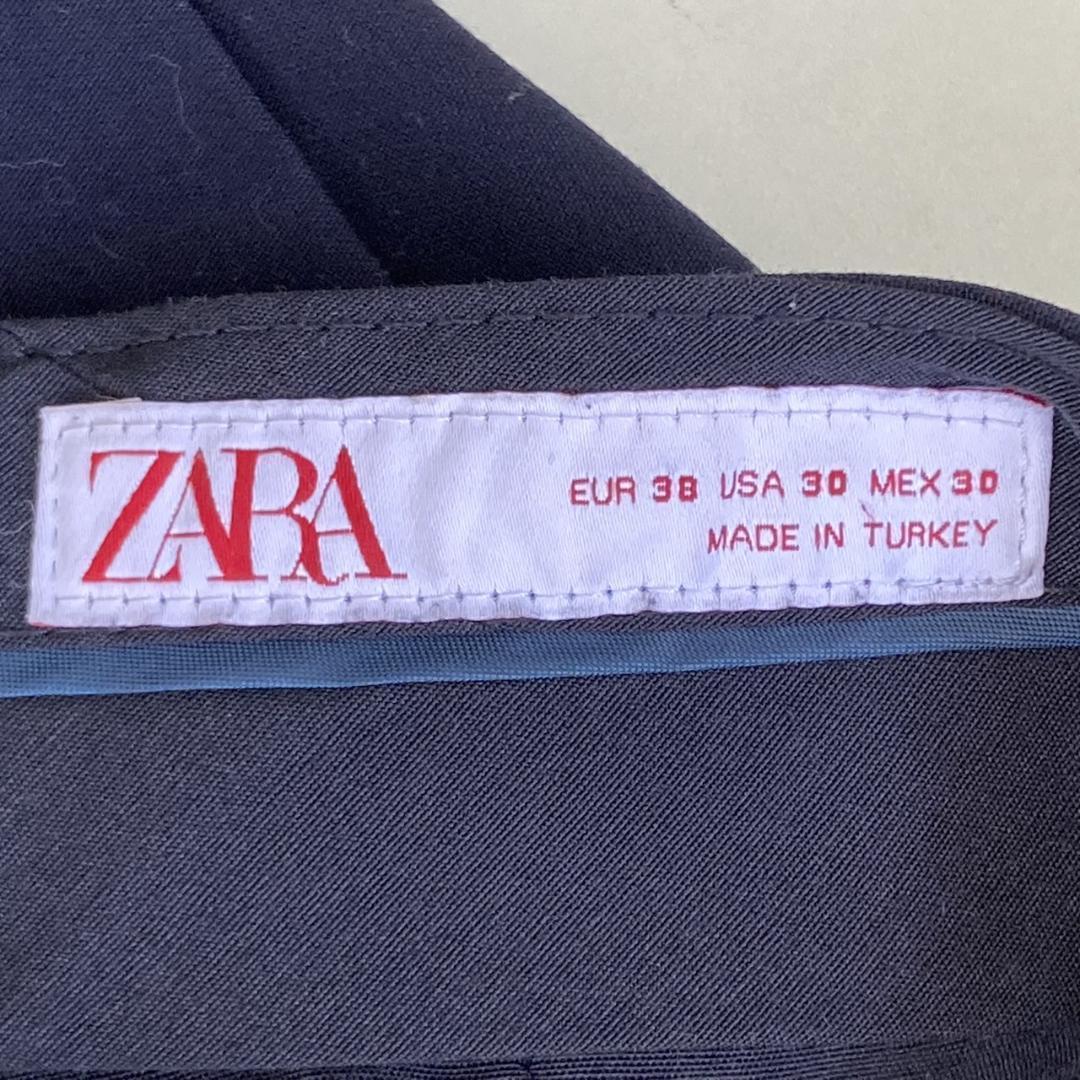 ZARA
EUR 38 USA 30 MEX 30
MADE IN TURKEY